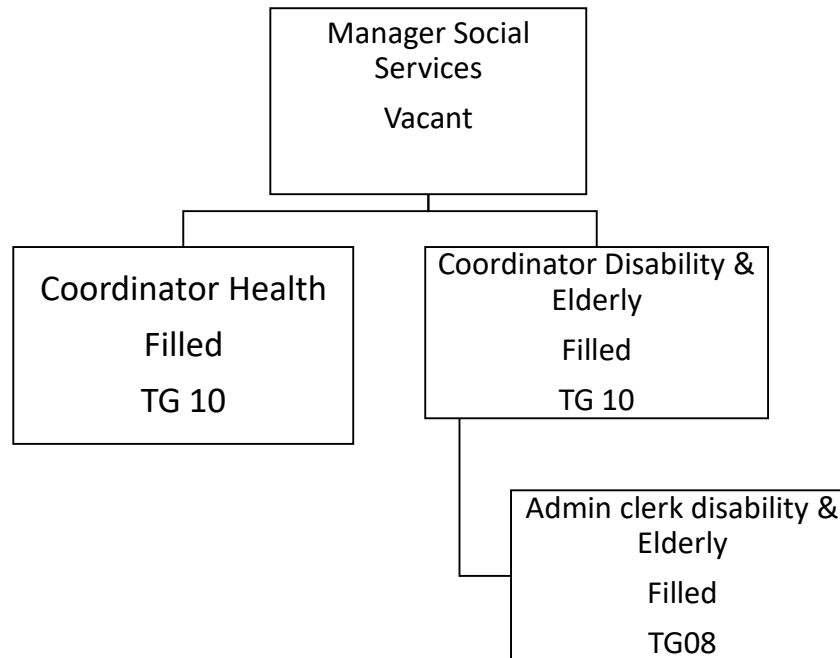 Manager Social
Services
Vacant
Coordinator Health
Filled
TG 10
Coordinator Disability &
Elderly
Filled
TG 10
Admin clerk disability &
Elderly
Filled
TG08